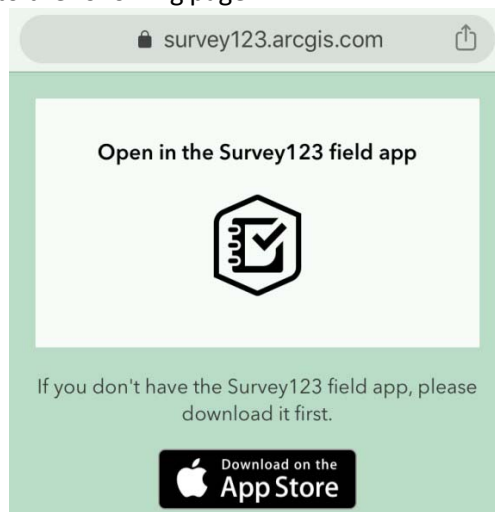 survey123.arcgis.com
Open in the Survey123 field app
If you don't have the Survey123 field app, please
download it first.
Download on the
App Store